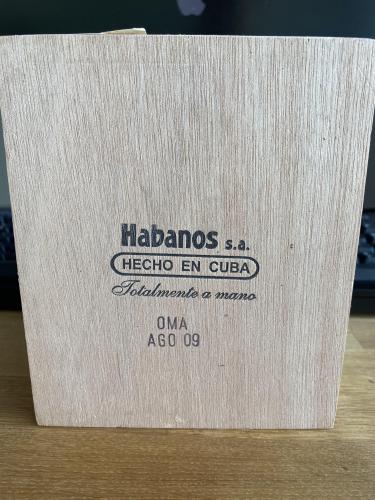 Habanos s.a.
HECHO EN CUBA
Totalmente a mano
OMA
AGO 09